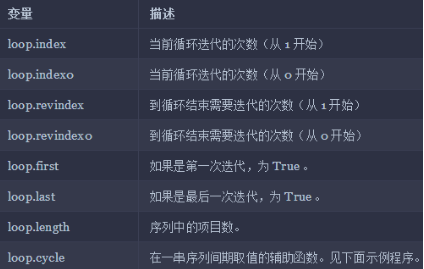 变量 描述
loop.index 当前循环迭代的次数（从 1 开始）
loop.index0 当前循环迭代的次数（从 0 开始）
loop.revindex 到循环结束需要迭代的次数（从 1 开始）
loop.revindex0 到循环结束需要迭代的次数（从 0 开始）
loop.first 如果是第一次迭代，为 True 。
loop.last 如果是最后一次迭代，为 True 。
loop.length 序列中的项目数。
loop.cycle 在一串序列间期取值的辅助函数。见下面示例程序。